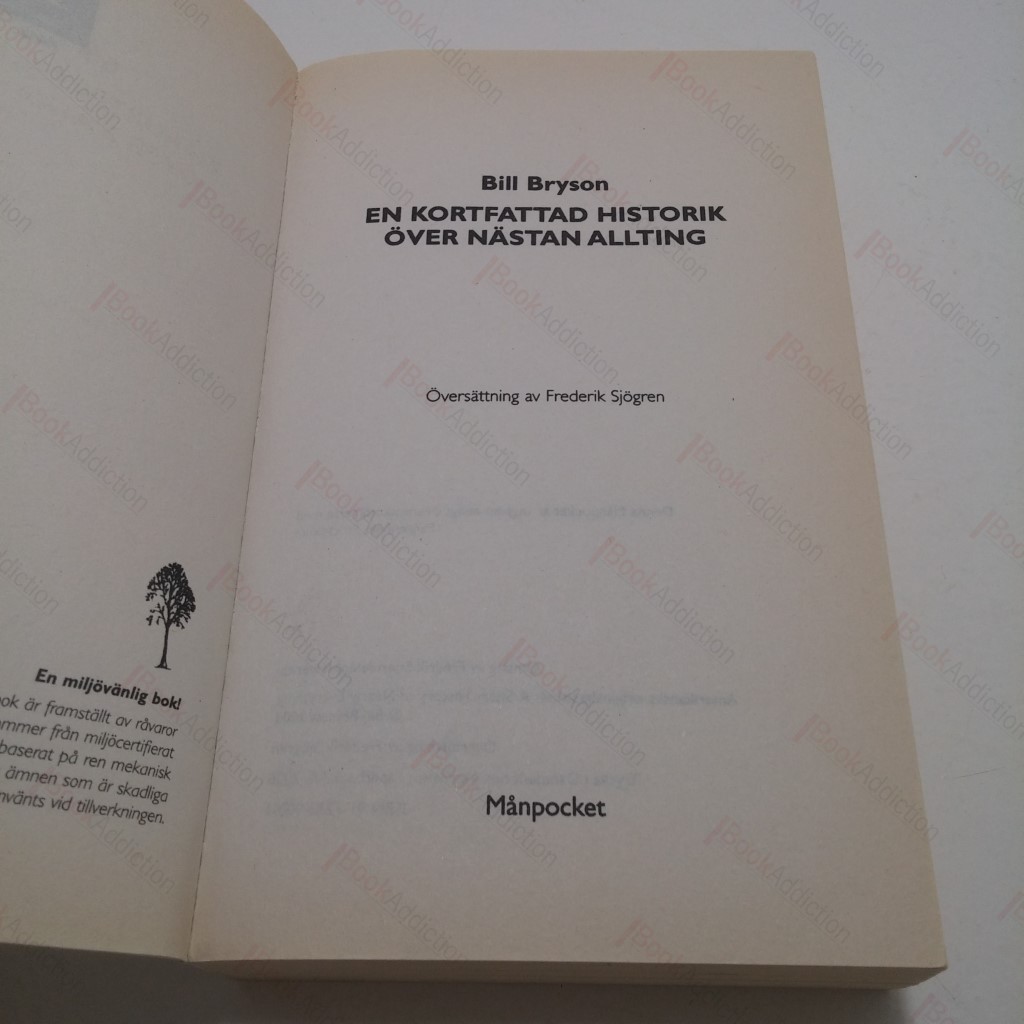 En miljövänlig bok!
ok är framställt av råvaror
mmer från miljöcertifierat
baserat på ren mekanisk
ämnen som är skadliga
nvänts vid tillverkningen.
Bill Bryson
EN KORTFATTAD HISTORIK
ÖVER NÄSTAN ALLTING
Översättning av Frederik Sjögren
Månpocket
BookAddiction